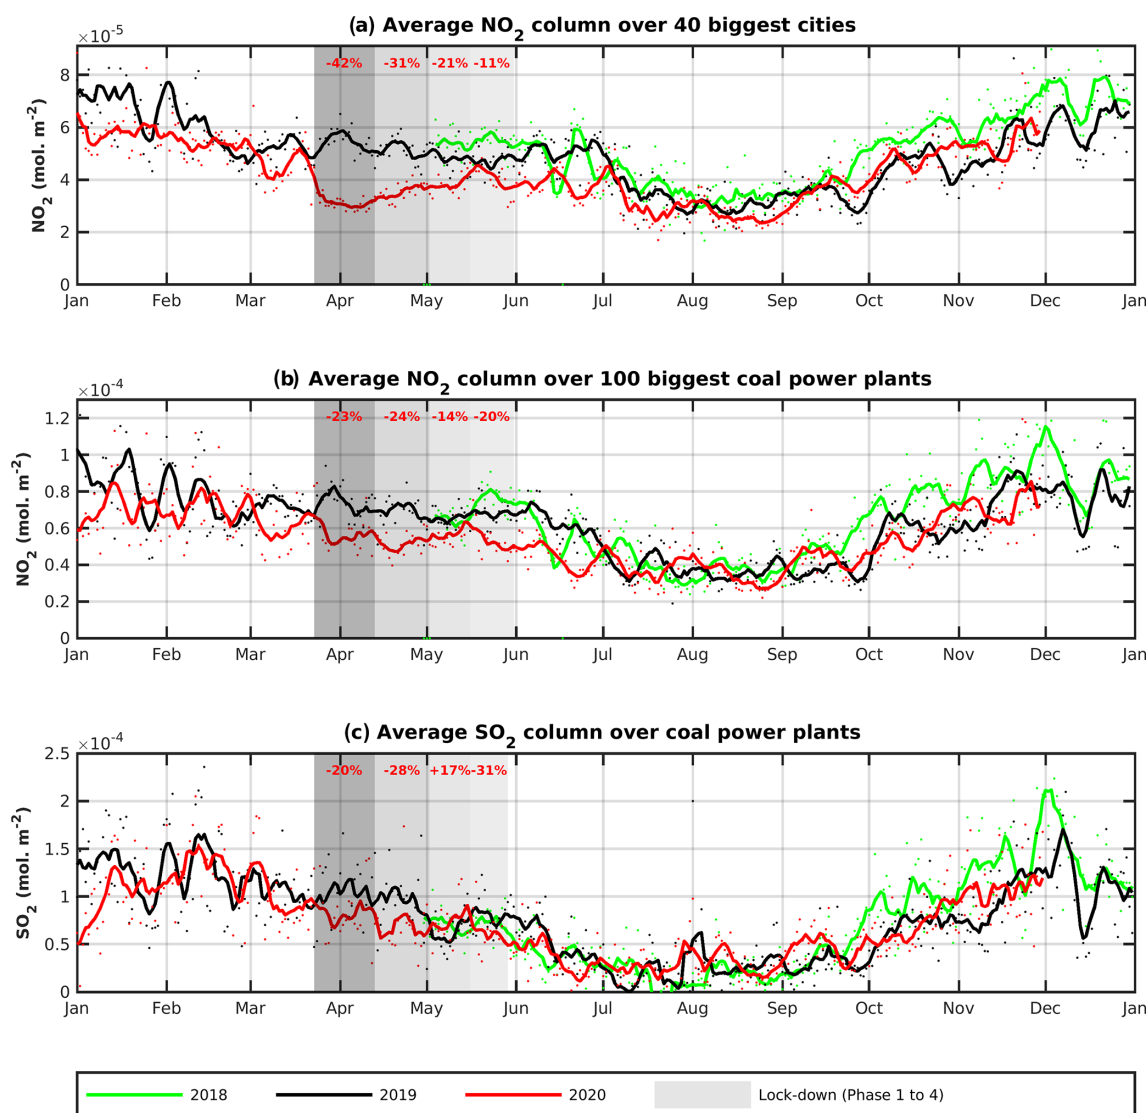 (a) Average NO2 column over 40 biggest cities
×10-5
-42% -31% -21% -11%
8
6
4
2
0
NO2 (mol. m-2)
Jan Feb Mar Apr May Jun Jul Aug Sep Oct Nov Dec Jan
(b) Average NO2 column over 100 biggest coal power plants
×10-4
-23% -24% -14% -20%
1.2
1
0.8
0.6
0.4
0.2
0
NO2 (mol. m-2)
Jan Feb Mar Apr May Jun Jul Aug Sep Oct Nov Dec Jan
(c) Average SO2 column over coal power plants
×10-4
2.5
-20% -28% +17% -31%
2
1.5
1
0.5
0
SO2 (mol. m-2)
Jan Feb Mar Apr May Jun Jul Aug Sep Oct Nov Dec Jan
2018 2019 2020 Lock-down (Phase 1 to 4)